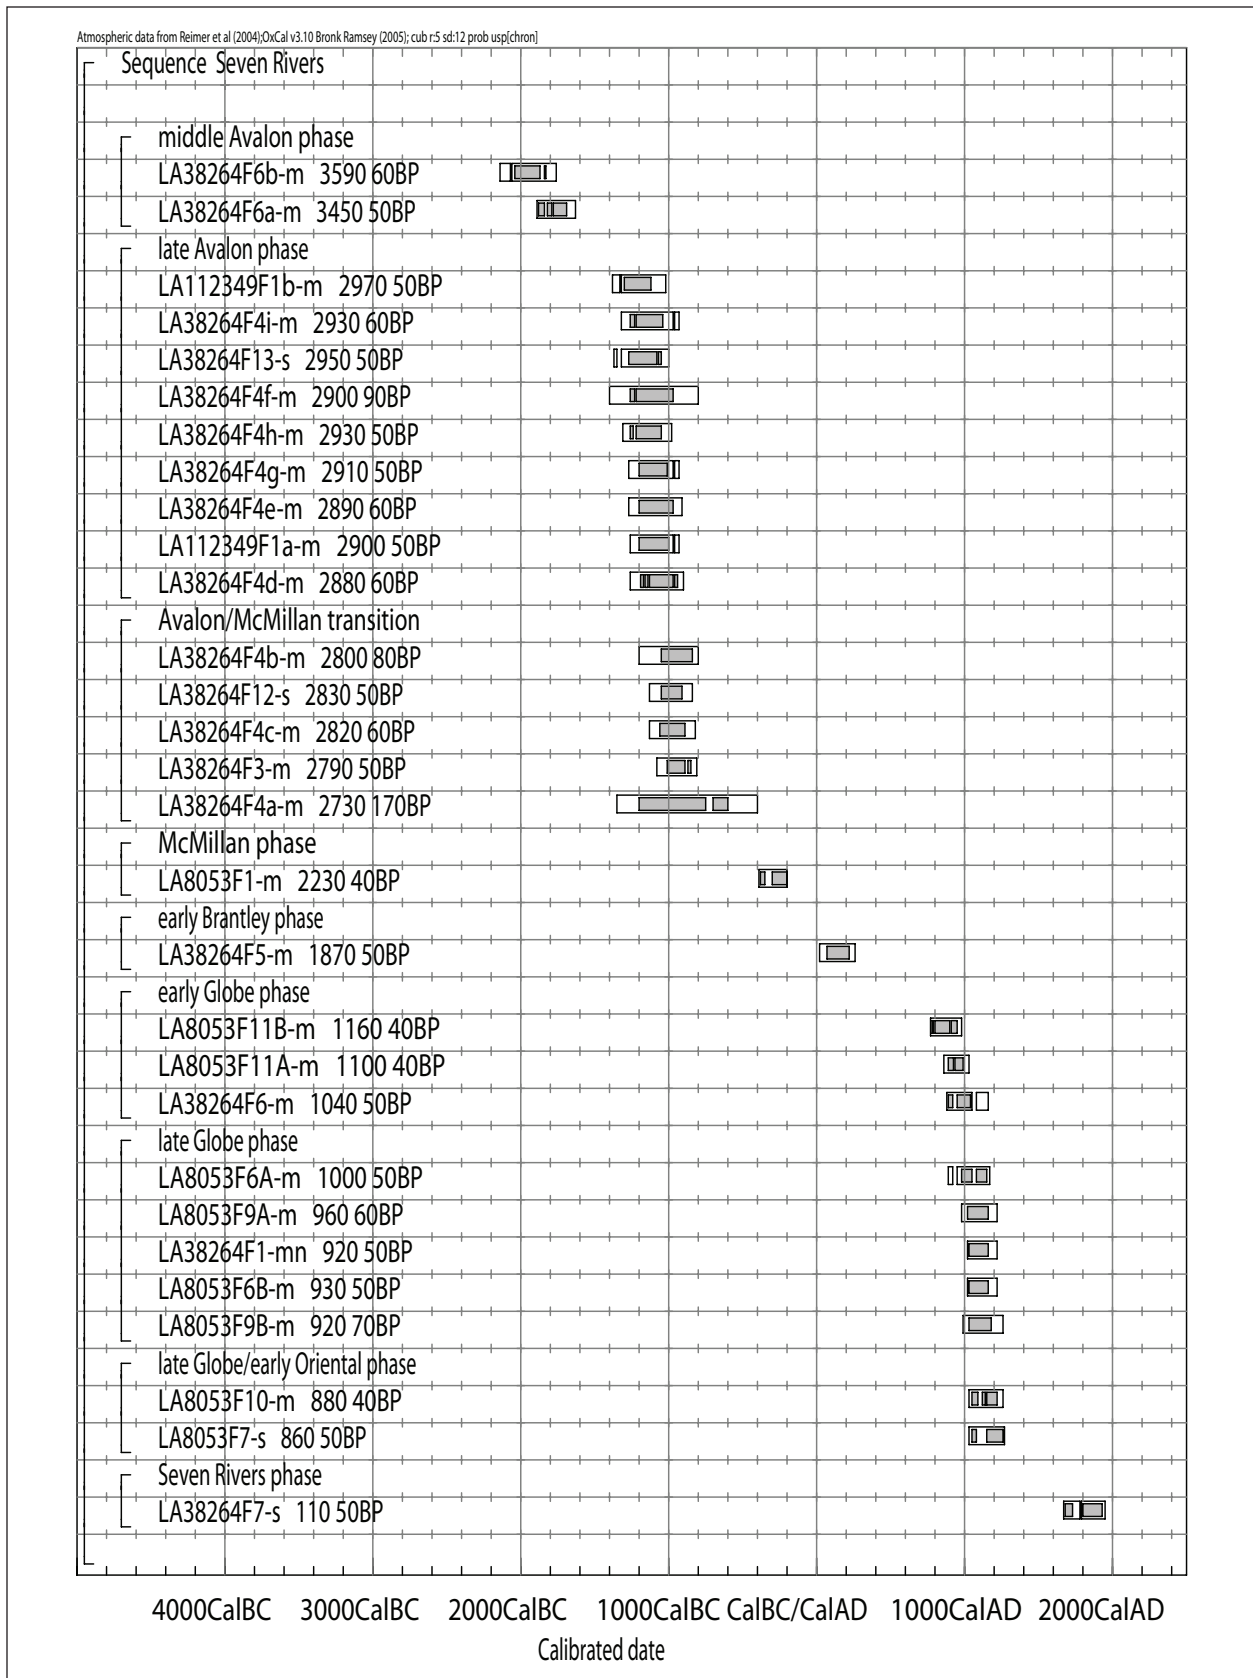 Atmospheric data from Reimer et al (2004);OxCal v3.10 Bronk Ramsey (2005); cub r:5 sd:12 prob usp[chron]
Sequence Seven Rivers
middle Avalon phase
LA38264F6b-m 3590 60BP
LA38264F6a-m 3450 50BP
late Avalon phase
LA112349F1b-m 2970 50BP
LA38264F4i-m 2930 60BP
LA38264F13-s 2950 50BP
LA38264F4f-m 2900 90BP
LA38264F4h-m 2930 50BP
LA38264F4g-m 2910 50BP
LA38264F4e-m 2890 60BP
LA112349F1a-m 2900 50BP
LA38264F4d-m 2880 60BP
Avalon/McMillan transition
LA38264F4b-m 2800 80BP
LA38264F12-s 2830 50BP
LA38264F4c-m 2820 60BP
LA38264F3-m 2790 50BP
LA38264F4a-m 2730 170BP
McMillan phase
LA8053F1-m 2230 40BP
early Brantley phase
LA38264F5-m 1870 50BP
early Globe phase
LA8053F11B-m 1160 40BP
LA8053F11A-m 1100 40BP
LA38264F6-m 1040 50BP
late Globe phase
LA8053F6A-m 1000 50BP
LA8053F9A-m 960 60BP
LA38264F1-mn 920 50BP
LA8053F6B-m 930 50BP
LA8053F9B-m 920 70BP
late Globe/early Oriental phase
LA8053F10-m 880 40BP
LA8053F7-s 860 50BP
Seven Rivers phase
LA38264F7-s 110 50BP
4000CalBC 3000CalBC 2000CalBC 1000CalBC CalBC/CalAD 1000CalAD 2000CalAD
Calibrated date